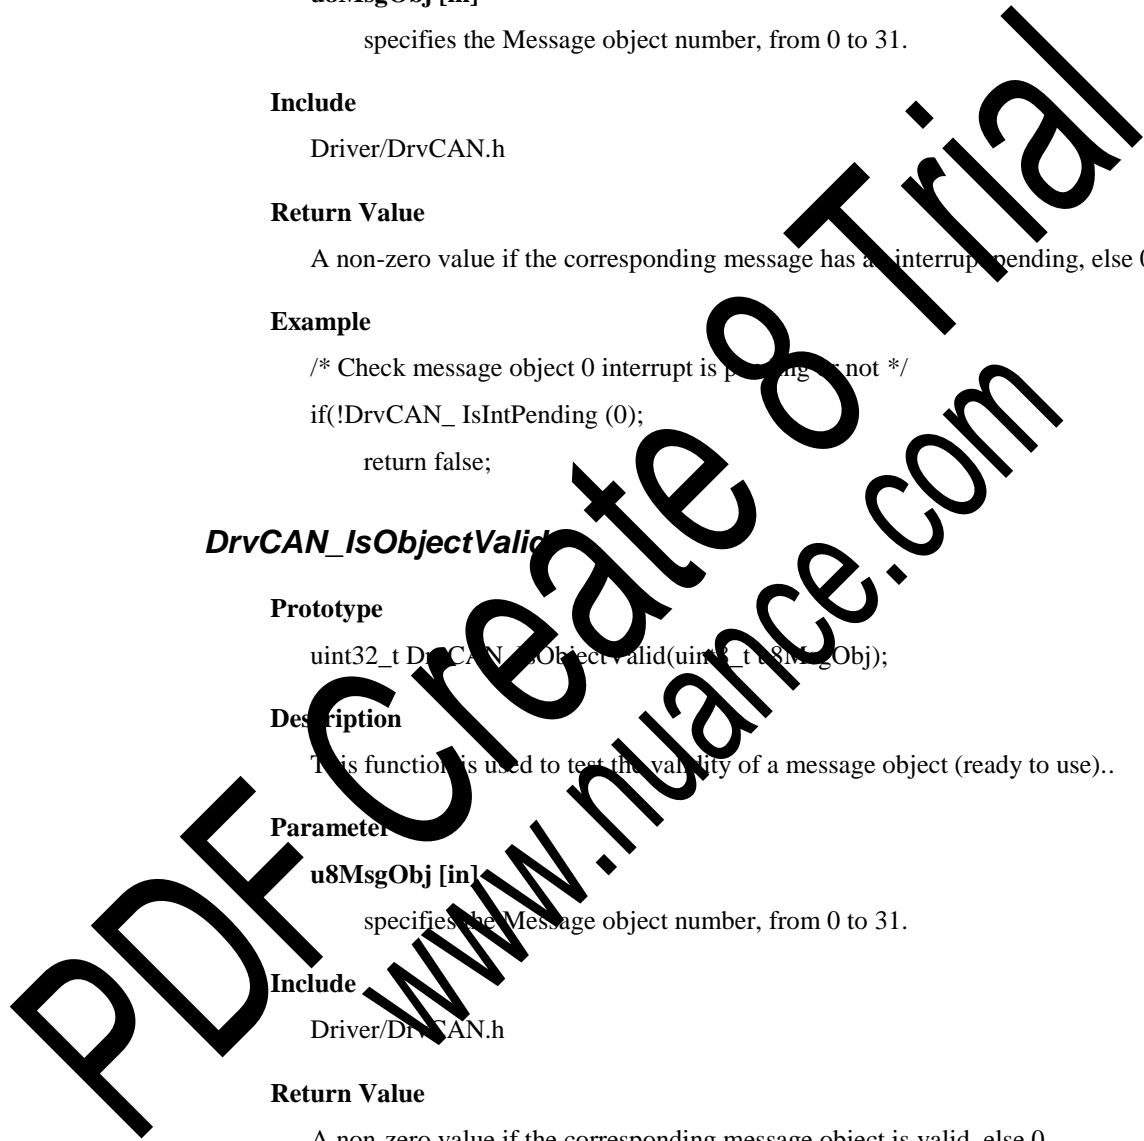 u8MsgObj [in]
specifies the Message object number, from 0 to 31.
Include
Driver/DrvCAN.h
Return Value
A non-zero value if the corresponding message has an interrupt pending, else 0
Example
/* Check message object 0 interrupt is pending or not */
if(!DrvCAN_ IsIntPending (0);
return false;
DrvCAN_IsObjectValid
Prototype
uint32_t DrvCAN_IsObjectValid(uint8_t u8MsgObj);
Description
This function is used to test the validity of a message object (ready to use)..
Parameter
u8MsgObj [in]
specifies the Message object number, from 0 to 31.
Include
Driver/DrvCAN.h
Return Value
A non-zero value if the corresponding message object is valid, else 0
PDF Create 8 Trial
www.nuance.com